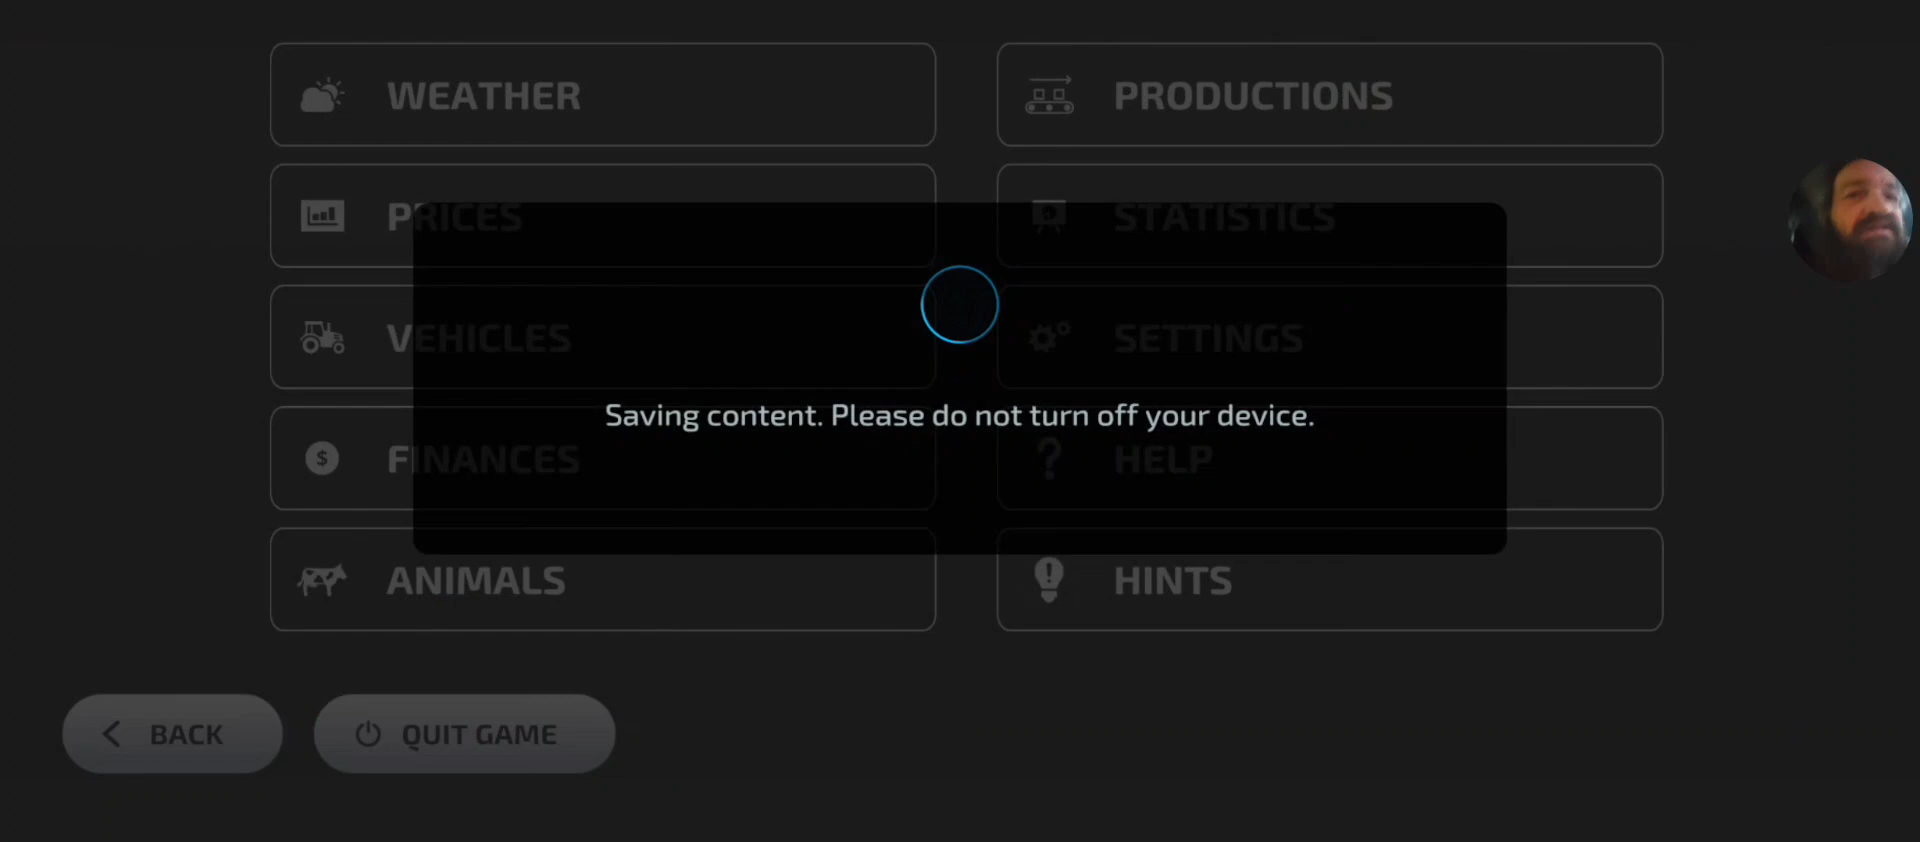 WEATHER
PRODUCTIONS
PRICES
STATISTICS
VEHICLES
SETTINGS
Saving content. Please do not turn off your device.
FINANCES
HELP
ANIMALS
HINTS
BACK
QUIT GAME